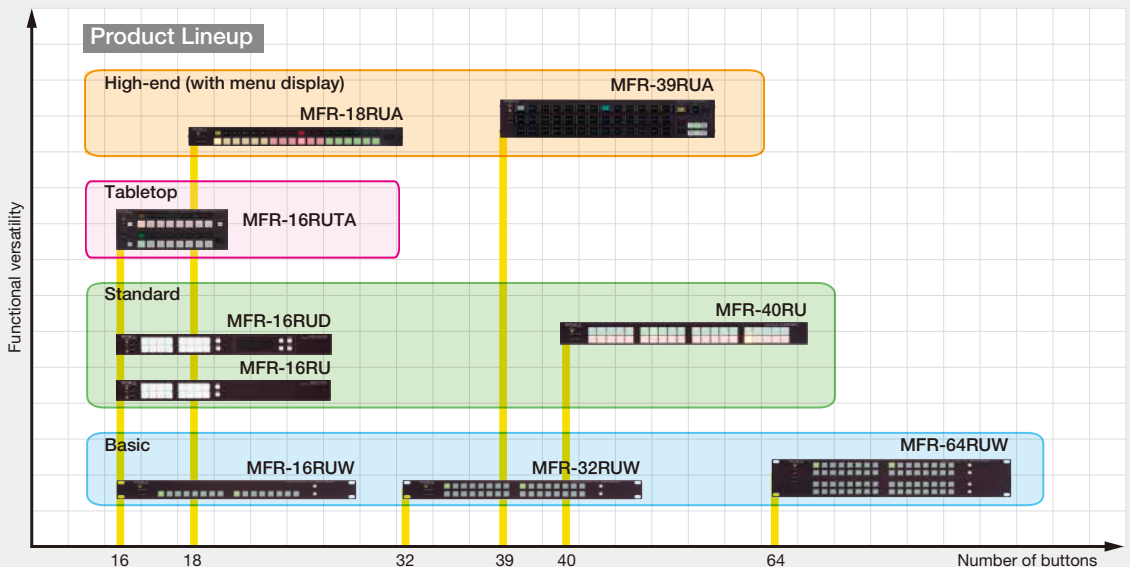 Product Lineup
High-end (with menu display)
MFR-39RUA
MFR-18RUA
Tabletop
MFR-16RUTA
Standard
MFR-16RUD
MFR-40RU
MFR-16RU
Basic
MFR-64RUW
MFR-16RUW
MFR-32RUW
Functional versatility
16 18 32 39 40 64 Number of buttons